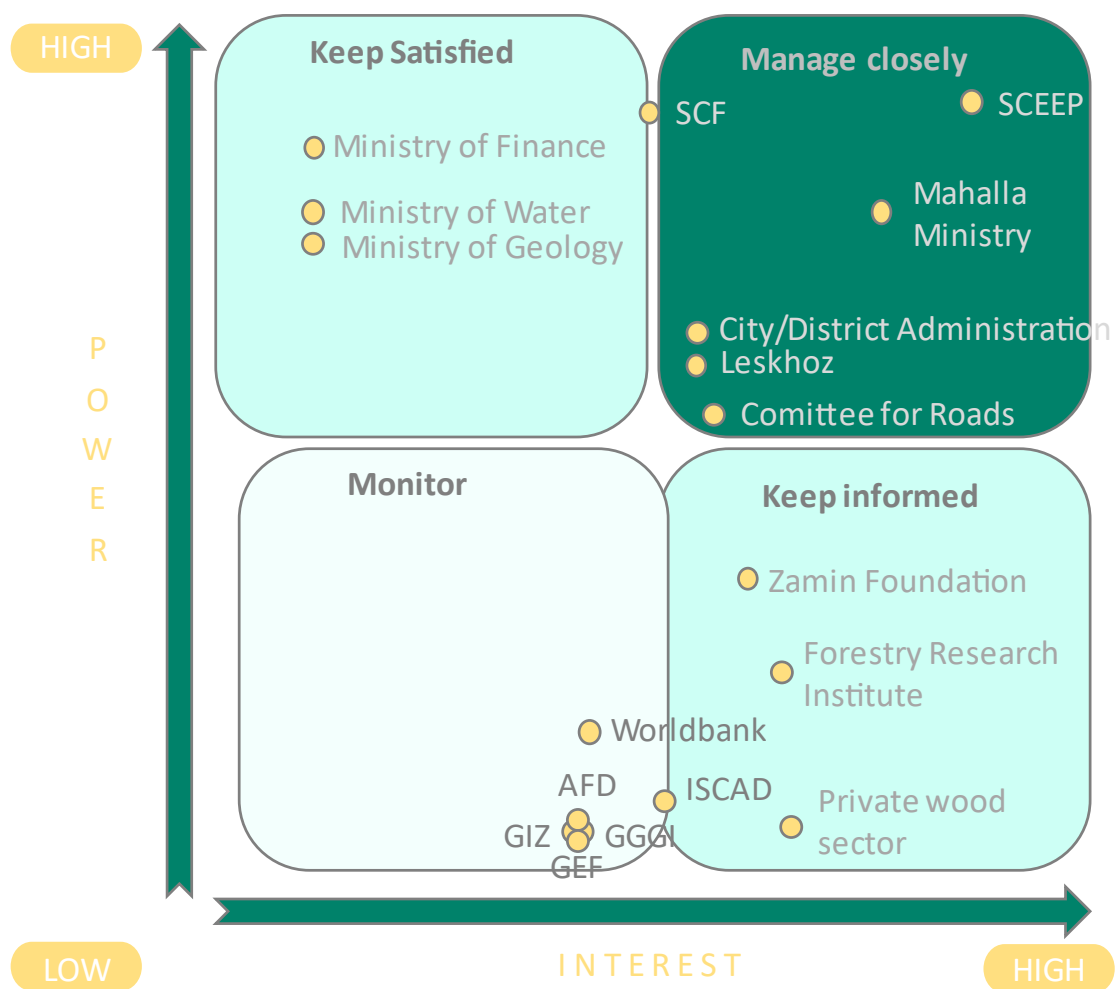 HIGH
Keep Satisfied
Manage closely
SCF
SCEEP
Ministry of Finance
Ministry of Water
Ministry of Geology
Mahalla
Ministry
City/District Administration
Leskhoz
Comittee for Roads
POWER
Monitor
Keep informed
Zamin Foundation
Forestry Research
Institute
Worldbank
AFD
ISCAD
GIZ
GGGI
GEF
Private wood
sector
LOW
INTEREST
HIGH